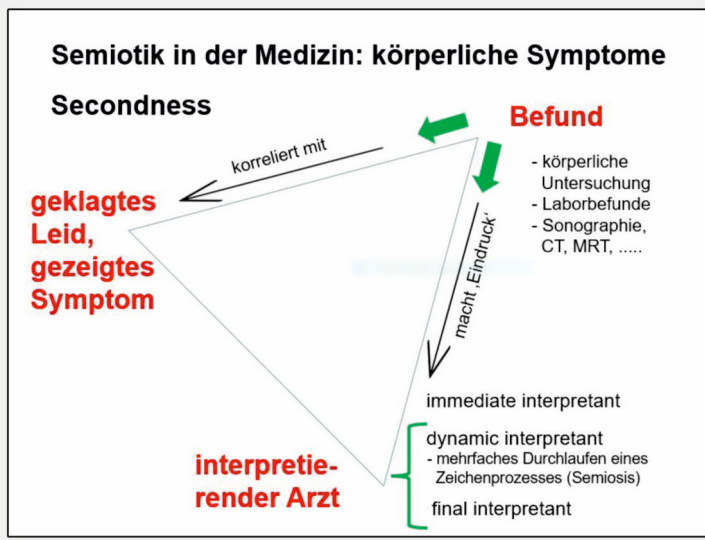 Semiotik in der Medizin: körperliche Symptome
Secondness
Befund
korreliert mit
- körperliche
Untersuchung
- Laborbefunde
- Sonographie,
CT, MRT, .....
geklagtes
Leid,
gezeigtes
Symptom
macht ‚Eindruck‘
immediate interpretant
dynamic interpretant
- mehrfaches Durchlaufen eines
Zeichenprozesses (Semiosis)
final interpretant
interpretie-
render Arzt